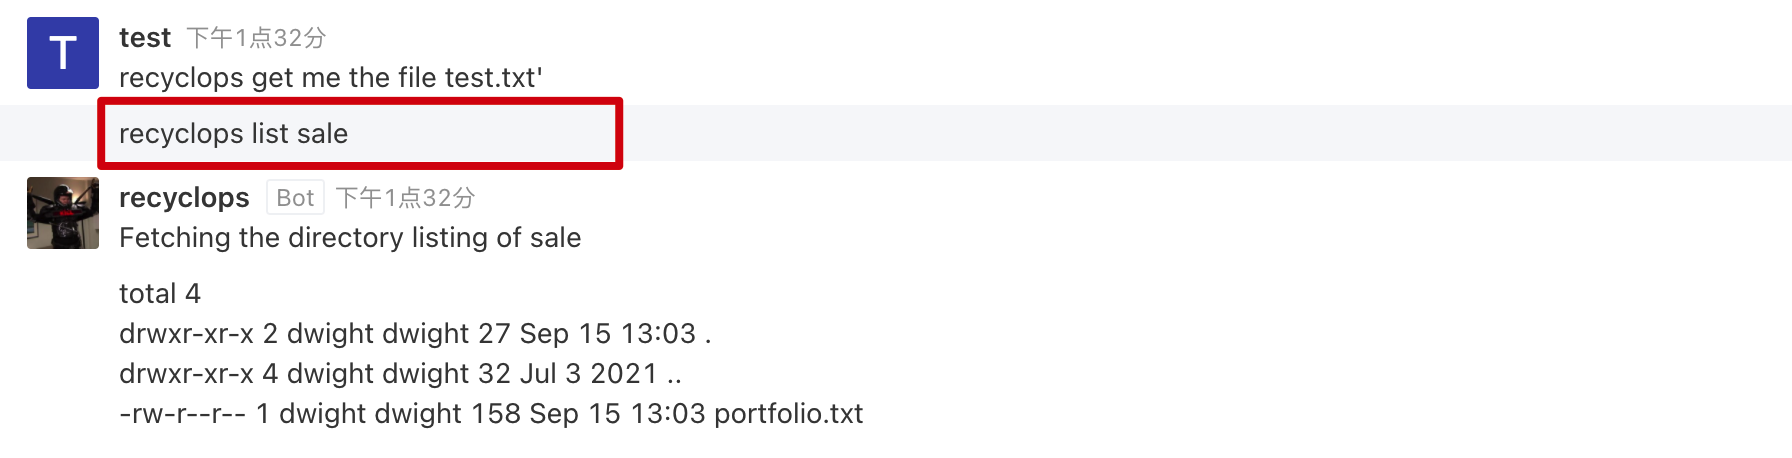 T
test 下午1点32分
recyclops get me the file test.txt'
recyclops list sale
recyclops Bot 下午1点32分
Fetching the directory listing of sale
total 4
drwxr-xr-x 2 dwight dwight 27 Sep 15 13:03 .
drwxr-xr-x 4 dwight dwight 32 Jul 3 2021 ..
-rw-r--r-- 1 dwight dwight 158 Sep 15 13:03 portfolio.txt